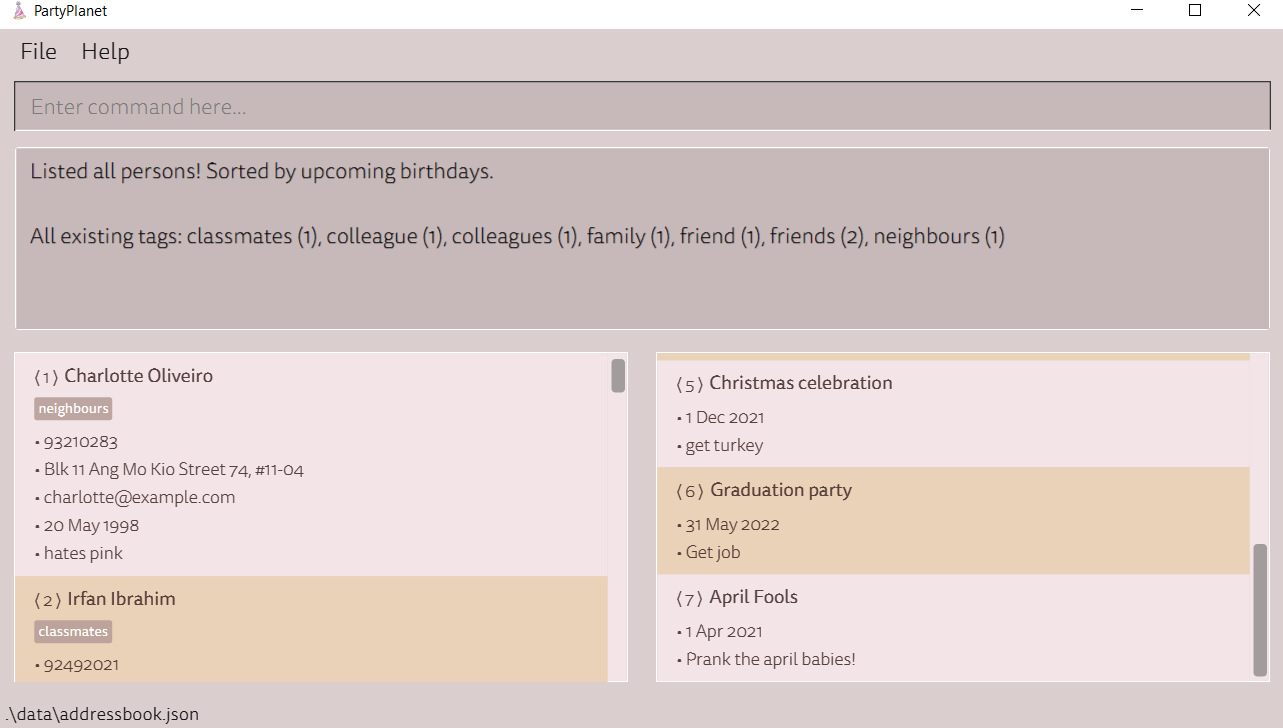 PartyPlanet
File Help
Enter command here...
Listed all persons! Sorted by upcoming birthdays.
All existing tags: classmates (1), colleague (1), colleagues (1), family (1), friend (1), friends (2), neighbours (1)
⟨ 1 ⟩ Charlotte Oliveiro
neighbours
• 93210283
• Blk 11 Ang Mo Kio Street 74, #11-04
• charlotte@example.com
• 20 May 1998
• hates pink
⟨ 2 ⟩ Irfan Ibrahim
classmates
• 92492021
⟨ 5 ⟩ Christmas celebration
• 1 Dec 2021
• get turkey
⟨ 6 ⟩ Graduation party
• 31 May 2022
• Get job
⟨ 7 ⟩ April Fools
• 1 Apr 2021
• Prank the april babies!
.\data\addressbook.json